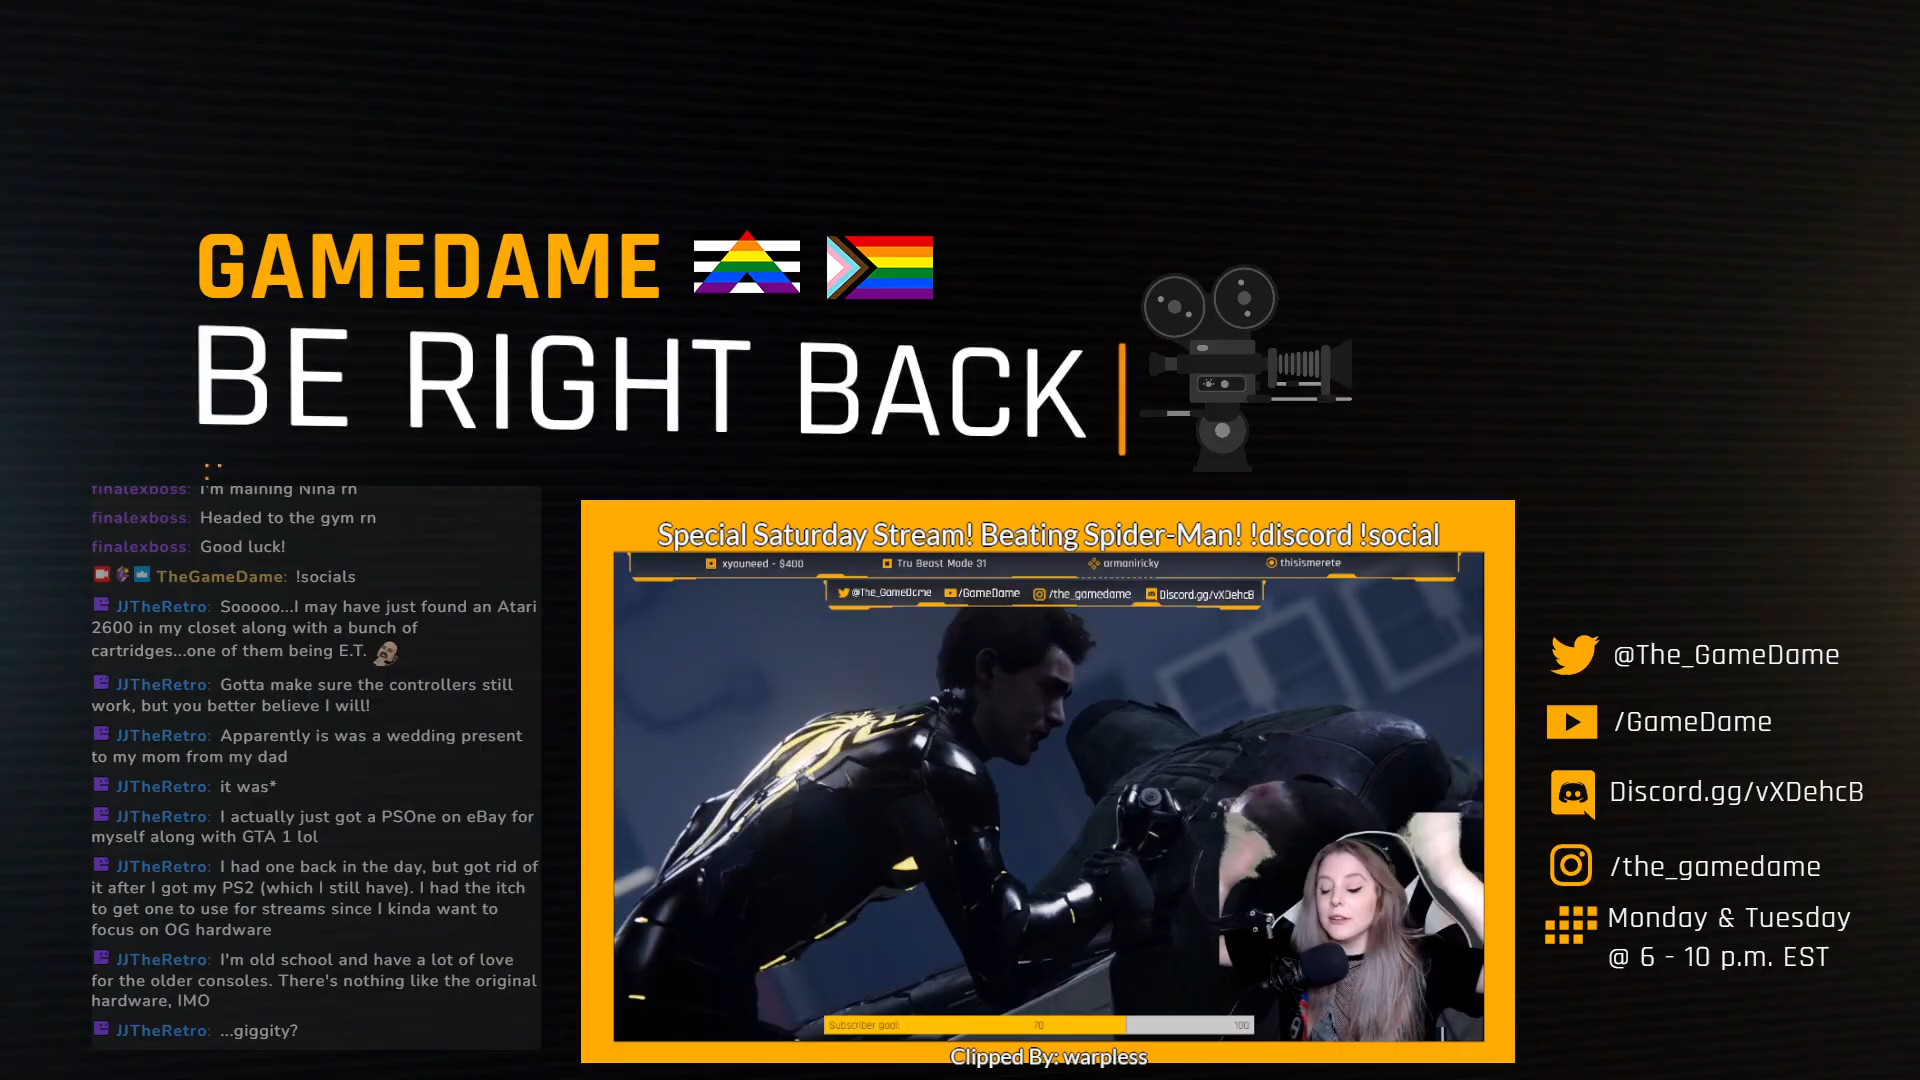 GAMEDAME
BE RIGHT BACK
finalexboss: I'm maining Nina rn
finalexboss: Headed to the gym rn
finalexboss: Good luck!
TheGameDame: !socials
JJTheRetro: Sooooo...I may have just found an Atari
2600 in my closet along with a bunch of
cartridges...one of them being E.T.
JJTheRetro: Gotta make sure the controllers still
work, but you better believe I will!
JJTheRetro: Apparently is was a wedding present
to my mom from my dad
JJTheRetro: it was*
JJTheRetro: I actually just got a PSOne on eBay for
myself along with GTA 1 lol
JJTheRetro: I had one back in the day, but got rid of
it after I got my PS2 (which I still have). I had the itch
to get one to use for streams since I kinda want to
focus on OG hardware
JJTheRetro: I'm old school and have a lot of love
for the older consoles. There's nothing like the original
hardware, IMO
JJTheRetro: ...giggity?
Special Saturday Stream! Beating Spider-Man! !discord !social
xyouneed - $400 Tru Beast Mode 31 armoniricky thisismerete
@The_GameDame /GameDame /the_gamedame Discord.gg/vXDehcB
Subscriber goal: 70 100
Clipped By: warpless
@The_GameDame
/GameDame
Discord.gg/vXDehcB
/the_gamedame
Monday & Tuesday
@ 6 - 10 p.m. EST